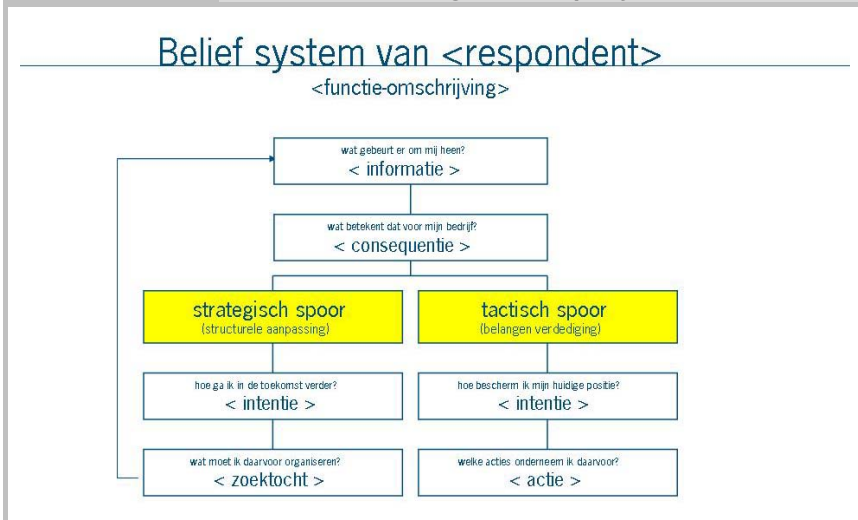 Belief system van <respondent>
<functie-omschrijving>
wat gebeurt er om mij heen?
< informatie >
wat betekent dat voor mijn bedrijf?
< consequentie >
strategisch spoor
(structurele aanpassing)
tactisch spoor
(belangen verdediging)
hoe ga ik in de toekomst verder?
< intentie >
hoe bescherm ik mijn huidige positie?
< intentie >
wat moet ik daarvoor organiseren?
< zoektocht >
welke acties onderneem ik daarvoor?
< actie >